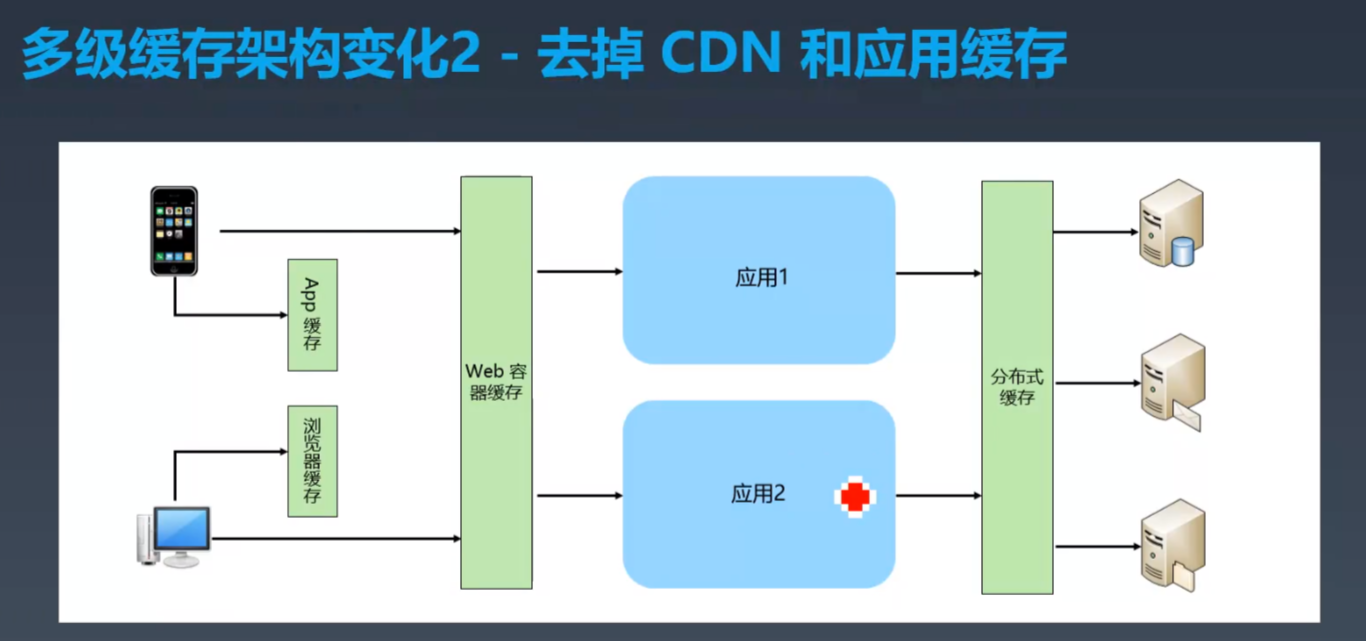 多级缓存架构变化2 - 去掉 CDN 和应用缓存
App 缓存
浏览器缓存
Web 容
器缓存
应用1
应用2
分布式
缓存